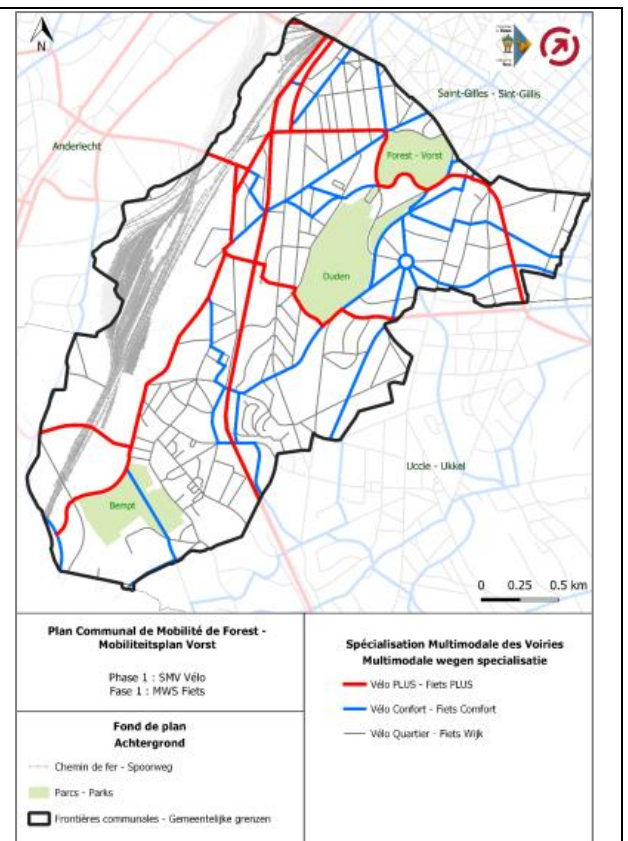 N
Saint-Gilles - Sint-Gillis
Anderlecht
Forest - Vorst
Duden
Uccle - Ukkel
Bempt
0 0.25 0.5 km
Plan Communal de Mobilité de Forest -
Mobiliteitsplan Vorst
Phase 1 : SMV Vélo
Fase 1 : MWS Fiets
Fond de plan
Achtergrond
Chemin de fer - Spoorweg
Parcs - Parks
Frontières communales - Gemeentelijke grenzen
Spécialisation Multimodale des Voiries
Multimodale wegen specialisatie
Vélo PLUS - Fiets PLUS
Vélo Confort - Fiets Comfort
Vélo Quartier - Fiets Wijk